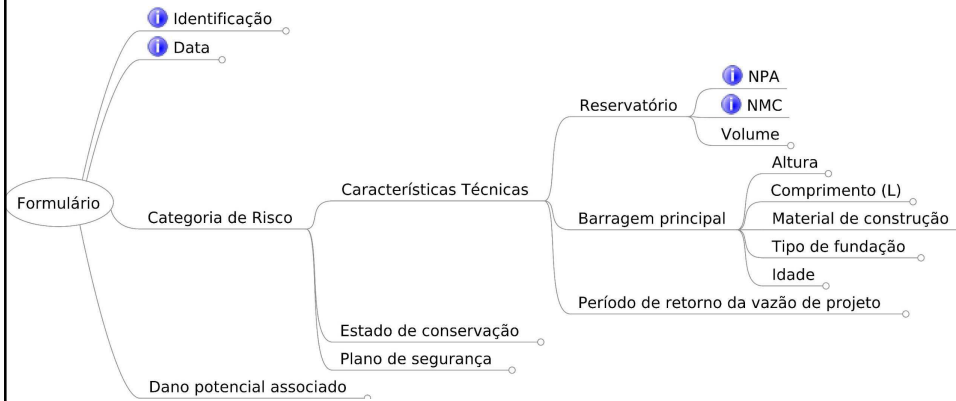 Identificação
Data
Formulário
Categoria de Risco
Características Técnicas
Reservatório
NPA
NMC
Volume
Barragem principal
Altura
Comprimento (L)
Material de construção
Tipo de fundação
Idade
Período de retorno da vazão de projeto
Estado de conservação
Plano de segurança
Dano potencial associado